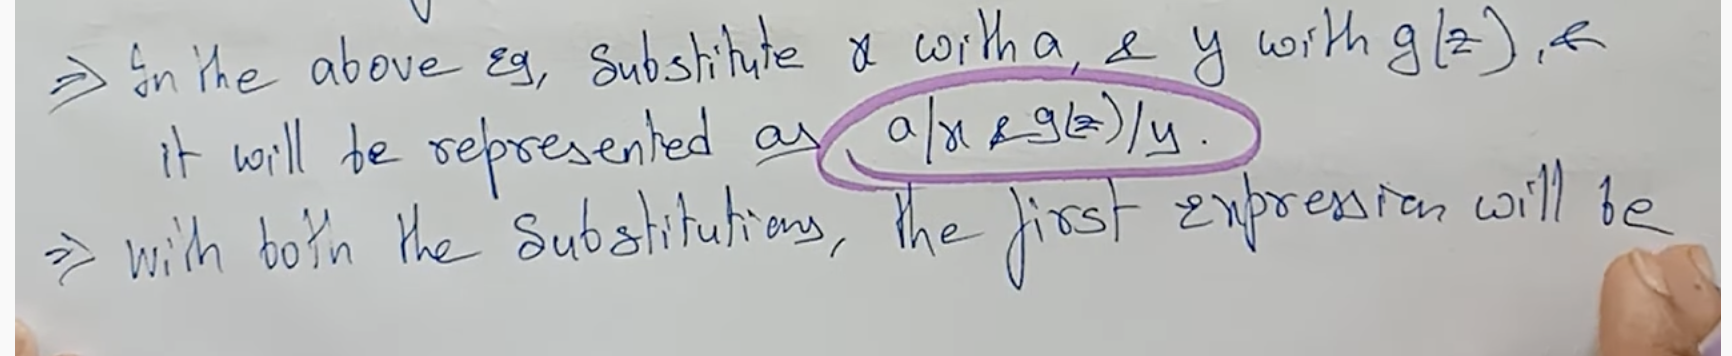 ⇒ In the above Eg, Substitute x with a, & y with g(z), &
it will be represented as a/x & g(z)/y.
⇒ with both the Substitutions, the first Expression will be